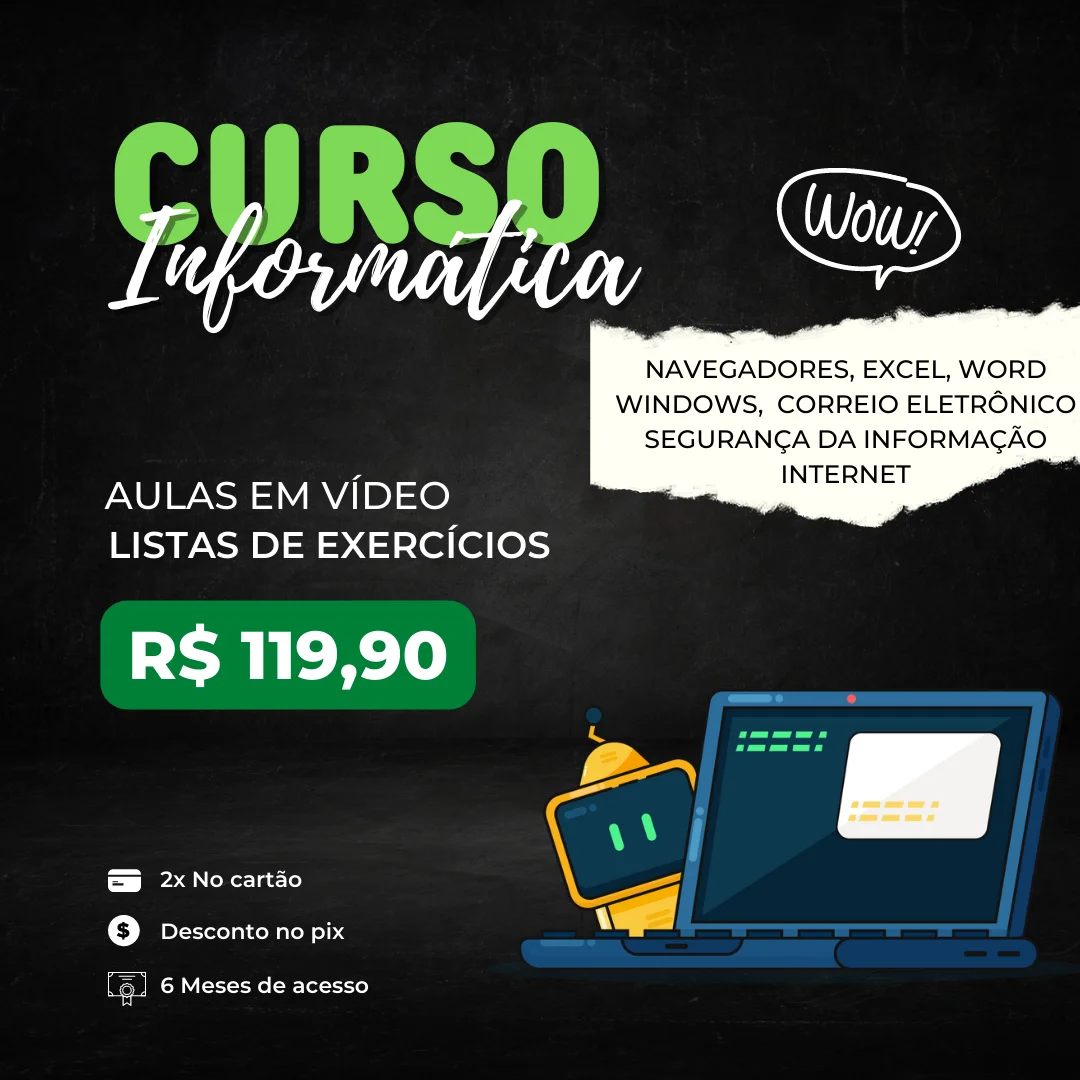 CURSO
Informática
Wow!
NAVEGADORES, EXCEL, WORD
WINDOWS,  CORREIO ELETRÔNICO
SEGURANÇA DA INFORMAÇÃO
INTERNET
AULAS EM VÍDEO
LISTAS DE EXERCÍCIOS
R$ 119,90
2x No cartão
$ Desconto no pix
6 Meses de acesso